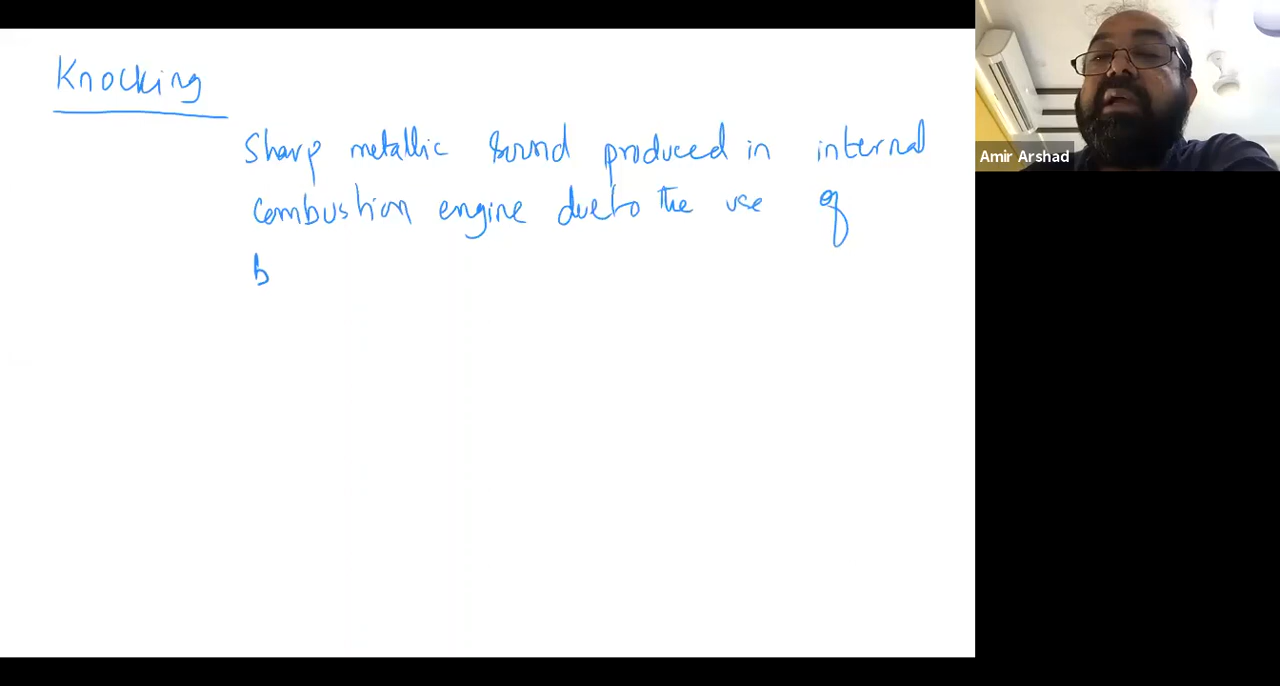 Knocking
Sharp metallic sound produced in internal
combustion engine due to the use of
b
Amir Arshad